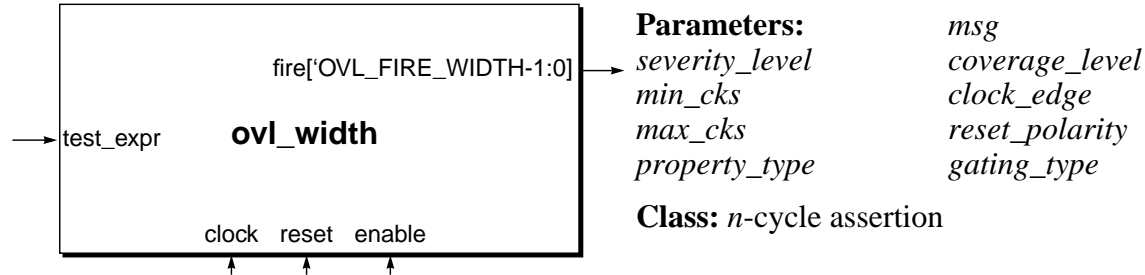 fire[‘OVL_FIRE_WIDTH-1:0]
test_expr
ovl_width
clock reset enable
Parameters: msg
severity_level coverage_level
min_cks clock_edge
max_cks reset_polarity
property_type gating_type
Class: n-cycle assertion